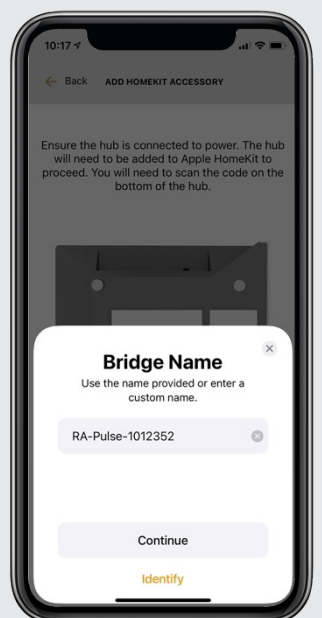 10:17
Back ADD HOMEKIT ACCESSORY
Ensure the hub is connected to power. The hub
will need to be added to Apple HomeKit to
proceed. You will need to scan the code on the
bottom of the hub.
Bridge Name
Use the name provided or enter a
custom name.
RA-Pulse-1012352
Continue
Identify